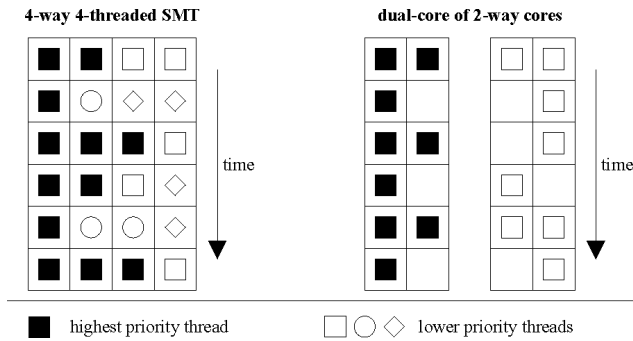 4-way 4-threaded SMT
dual-core of 2-way cores
time
time
highest priority thread
lower priority threads